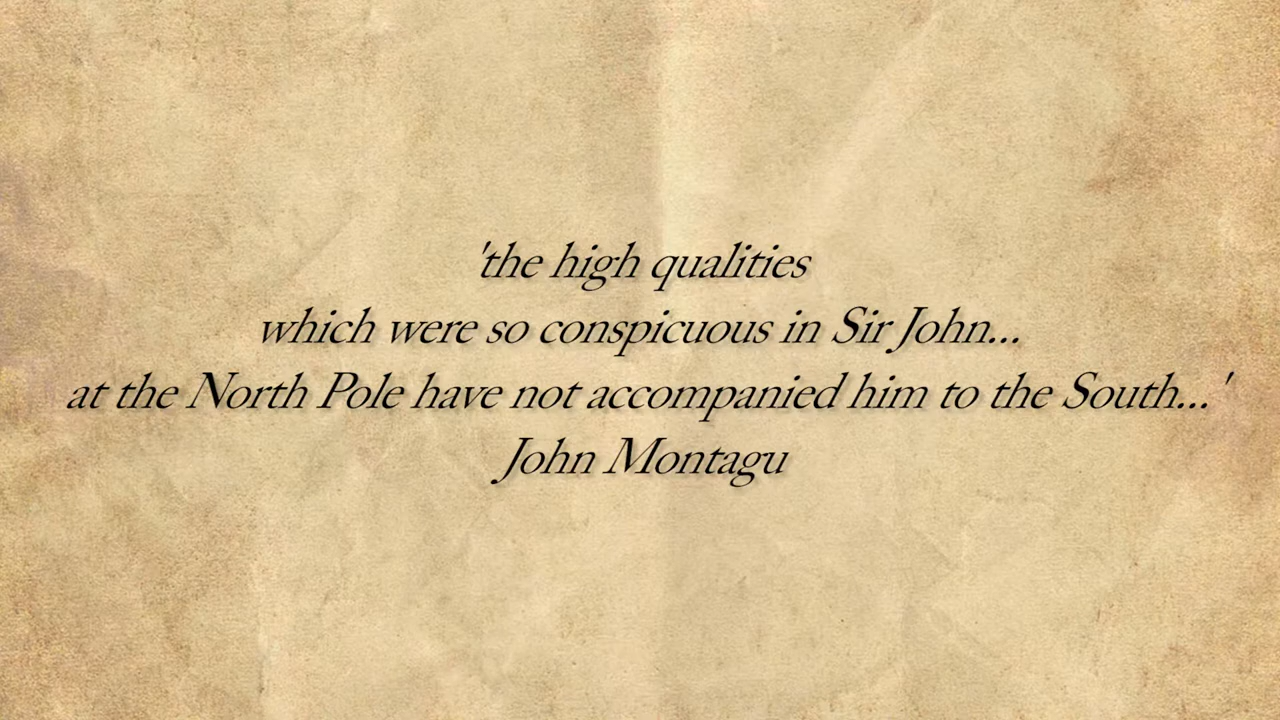 'the high qualities
which were so conspicuous in Sir John...
at the North Pole have not accompanied him to the South...'
John Montagu